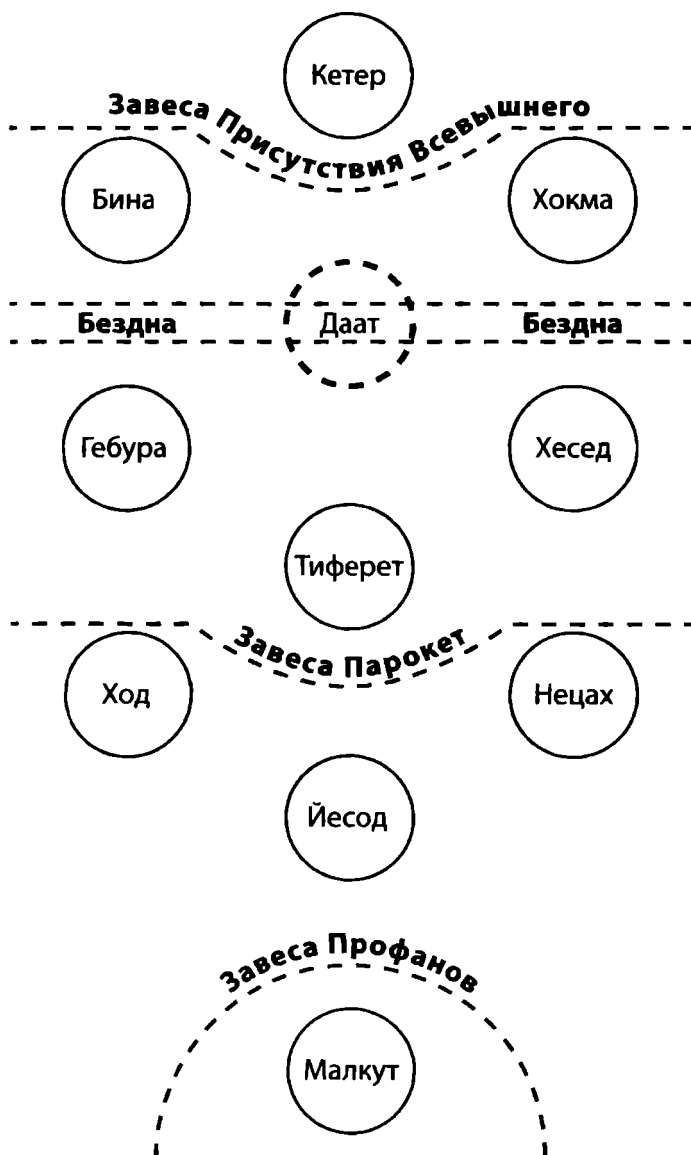 Кетер
Завеса Присутствия Всевышнего
Бина
Хокма
Бездна
Даат
Бездна
Гебура
Хесед
Тиферет
Завеса Парокет
Ход
Нецах
Йесод
Завеса Профанов
Малкут